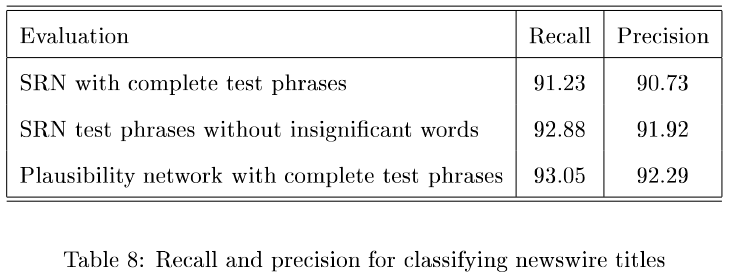 Evaluation Recall Precision
SRN with complete test phrases 91.23 90.73
SRN test phrases without insignificant words 92.88 91.92
Plausibility network with complete test phrases 93.05 92.29
Table 8: Recall and precision for classifying newswire titles